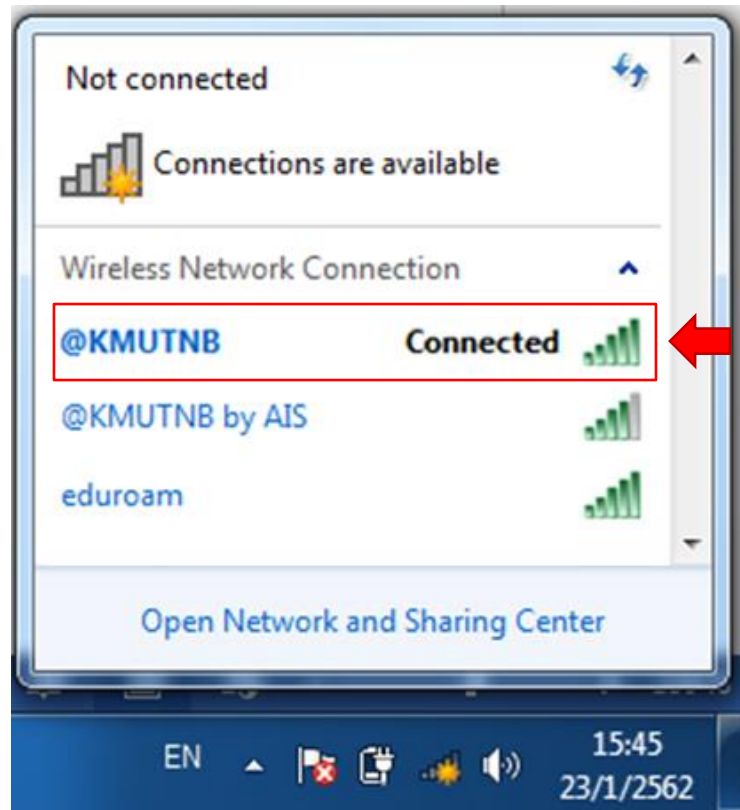 Not connected
Connections are available
Wireless Network Connection
@KMUTNB Connected
@KMUTNB by AIS
eduroam
Open Network and Sharing Center
EN 15:45
23/1/2562